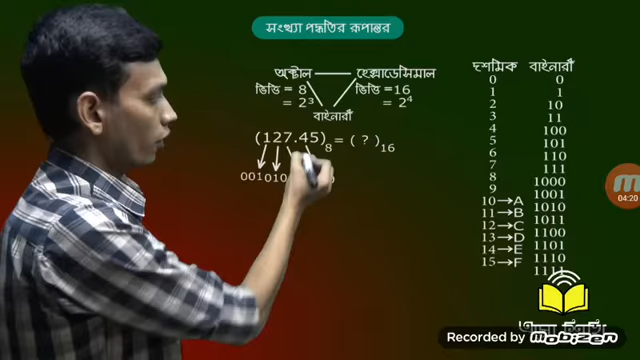 সংখ্যা পদ্ধতির রূপান্তর
অক্টাল
হেক্সাডেসিমাল
ভিত্তি = 8
= 2³
ভিত্তি =16
= 2⁴
বাইনারী
(127.45)₈ = ( ? )₁₆
001 010
দশমিক বাইনারী
0 0
1 1
2 10
3 11
4 100
5 101
6 110
7 111
8 1000
9 1001
10→A 1010
11→B 1011
12→C 1100
13→D 1101
14→E 1110
15→F 1111
04:20
Recorded by
mobizen